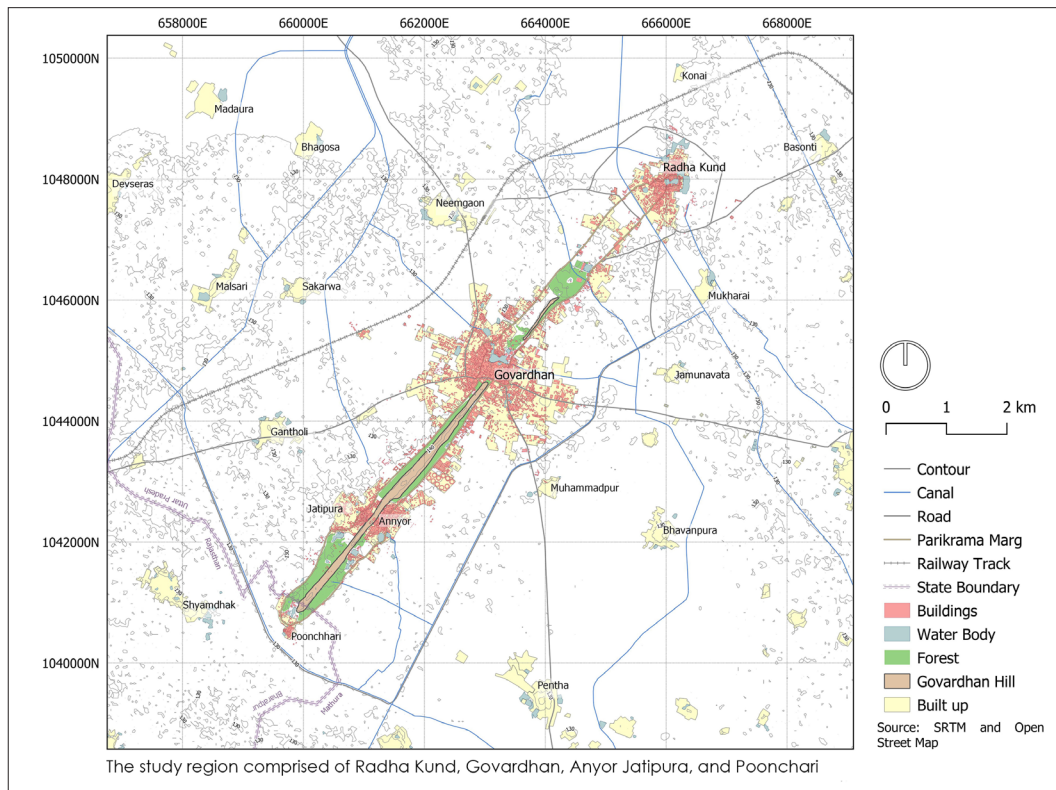 658000E 660000E 662000E 664000E 666000E 668000E
1050000N
1048000N
1046000N
1044000N
1042000N
1040000N
Konai
Madaura
Bhagosa
Basonti
Radha Kund
Devseras
Neemgaon
Malsari
Sakarwa
Mukharai
Govardhan
Jamunavata
Gantholi
Muhammadpur
Jatipura
Annyor
Bhavanpura
Uttar Pradesh
Rajasthan
Shyamdhak
Poonchhari
Pentha
Bharatpur
Mathura
0 1 2 km
Contour
Canal
Road
Parikrama Marg
Railway Track
State Boundary
Buildings
Water Body
Forest
Govardhan Hill
Built up
Source: SRTM and Open
Street Map
The study region comprised of Radha Kund, Govardhan, Anyor Jatipura, and Poonchari